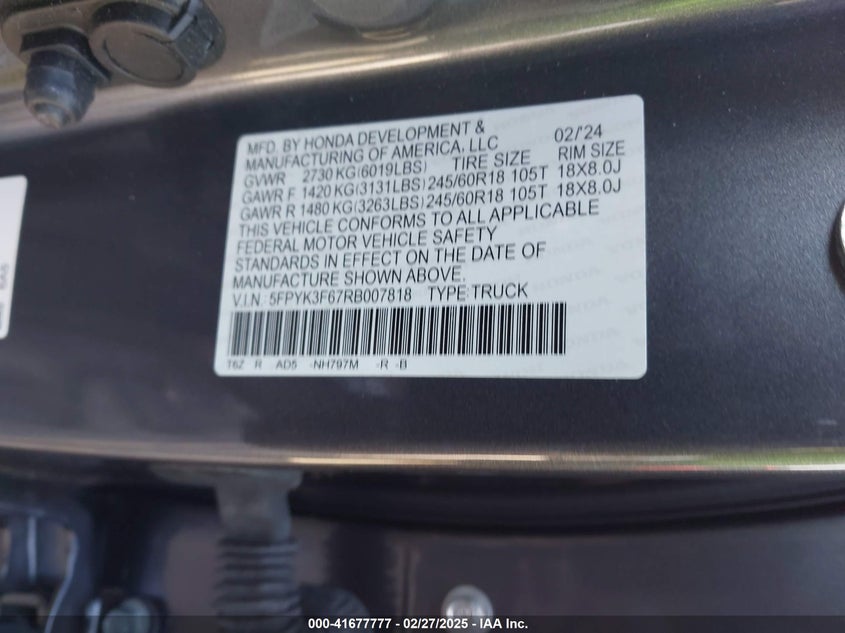 MFD. BY HONDA DEVELOPMENT & 02/'24
MANUFACTURING OF AMERICA, LLC
GVWR 2730 KG(6019LBS) TIRE SIZE RIM SIZE
GAWR F 1420 KG(3131LBS) 245/60R18 105T 18X8.0J
GAWR R 1480 KG(3263LBS) 245/60R18 105T 18X8.0J
THIS VEHICLE CONFORMS TO ALL APPLICABLE
FEDERAL MOTOR VEHICLE SAFETY
STANDARDS IN EFFECT ON THE DATE OF
MANUFACTURE SHOWN ABOVE.
V.I.N. 5FPYK3F67RB007818 TYPE:TRUCK
T6Z R AD5 -NH797M -R -B
000-41677777 - 02/27/2025 - IAA Inc.